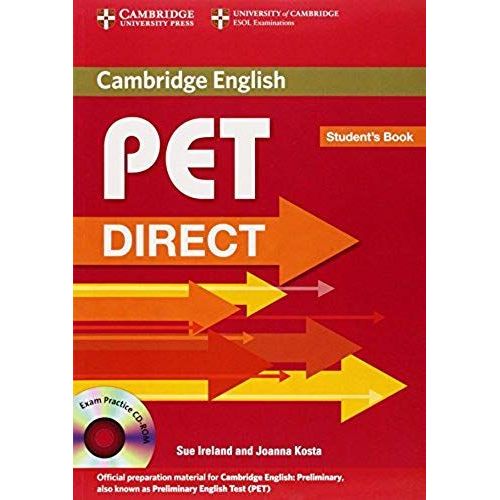 CAMBRIDGE
UNIVERSITY PRESS
UNIVERSITY of CAMBRIDGE
ESOL Examinations
Cambridge English
PET
Student's Book
DIRECT
Exam Practice CD-ROM
Sue Ireland and Joanna Kosta
Official preparation material for Cambridge English: Preliminary,
also known as Preliminary English Test (PET)